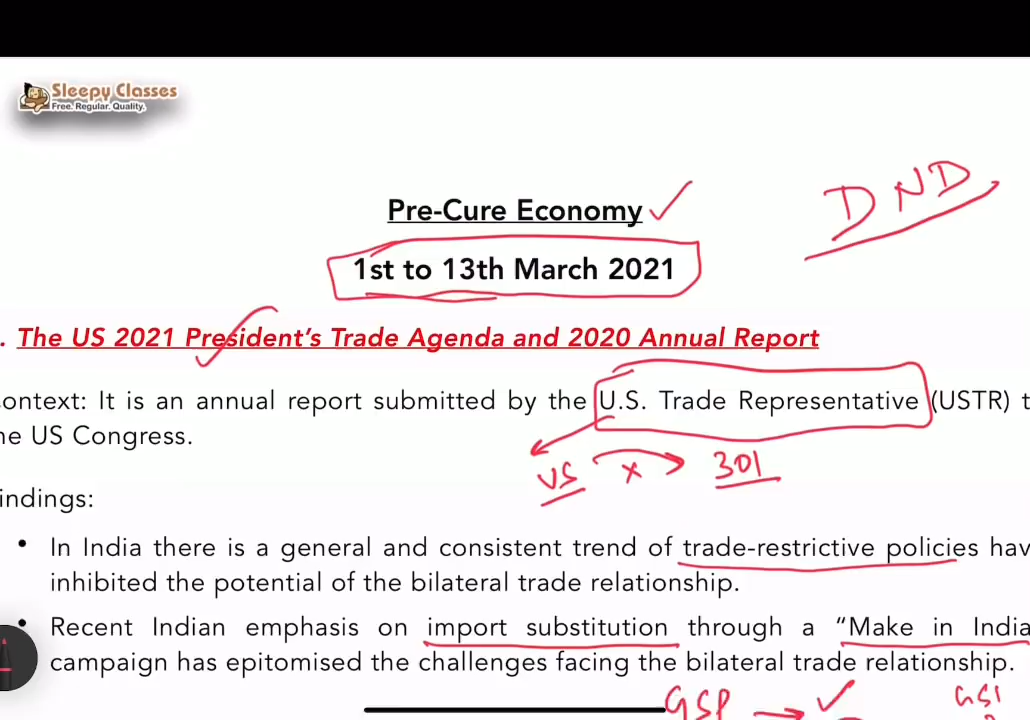 Sleepy Classes
Free. Regular. Quality.
DND
Pre-Cure Economy
1st to 13th March 2021
. The US 2021 President's Trade Agenda and 2020 Annual Report
ontext: It is an annual report submitted by the U.S. Trade Representative (USTR) t
he US Congress.
US x 301
indings:
• In India there is a general and consistent trend of trade-restrictive policies hav
inhibited the potential of the bilateral trade relationship.
• Recent Indian emphasis on import substitution through a "Make in India
campaign has epitomised the challenges facing the bilateral trade relationship.
GSP